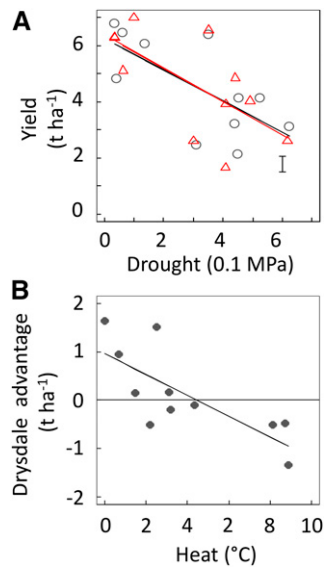 A
Yield
(t ha⁻¹)
6
4
2
0
0 2 4 6
Drought (0.1 MPa)
B
Drysdale advantage
(t ha⁻¹)
2
1
0
-1
-2
0 2 4 2 8 10
Heat (°C)